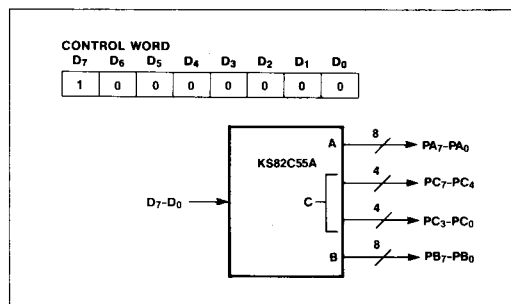 CONTROL WORD
D7 D6 D5 D4 D3 D2 D1 D0
1 0 0 0 0 0 0 0
A 8 PA7-PA0
KS82C55A
4 PC7-PC4
D7-D0 C
4 PC3-PC0
B 8 PB7-PB0